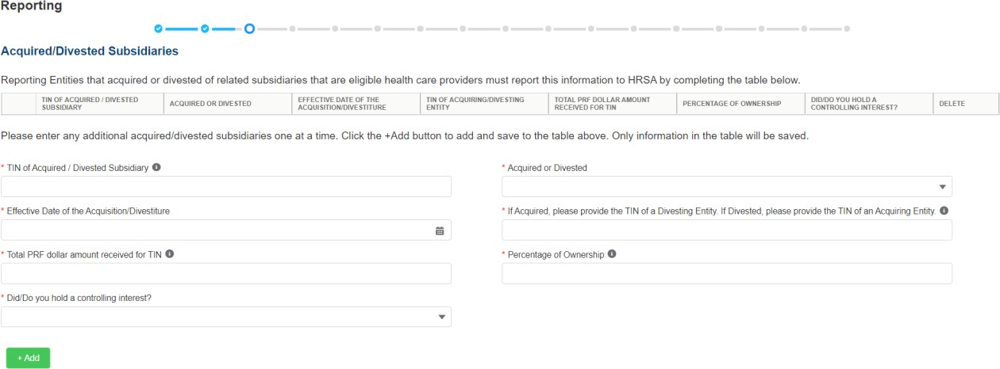 Reporting
Acquired/Divested Subsidiaries
Reporting Entities that acquired or divested of related subsidiaries that are eligible health care providers must report this information to HRSA by completing the table below.
TIN OF ACQUIRED / DIVESTED SUBSIDIARY
ACQUIRED OR DIVESTED
EFFECTIVE DATE OF THE ACQUISITION/DIVESTITURE
TIN OF ACQUIRING/DIVESTING ENTITY
TOTAL PRF DOLLAR AMOUNT RECEIVED FOR TIN
PERCENTAGE OF OWNERSHIP
DID/DO YOU HOLD A CONTROLLING INTEREST?
DELETE
Please enter any additional acquired/divested subsidiaries one at a time. Click the +Add button to add and save to the table above. Only information in the table will be saved.
* TIN of Acquired / Divested Subsidiary
* Acquired or Divested
* Effective Date of the Acquisition/Divestiture
* If Acquired, please provide the TIN of a Divesting Entity. If Divested, please provide the TIN of an Acquiring Entity.
* Total PRF dollar amount received for TIN
* Percentage of Ownership
* Did/Do you hold a controlling interest?
+ Add